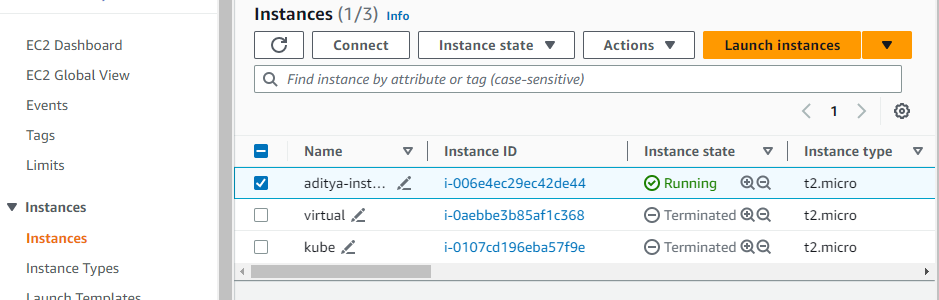 Instances (1/3) Info
Connect Instance state Actions Launch instances
Find instance by attribute or tag (case-sensitive)
1
Name Instance ID Instance state Instance type
aditya-inst... i-006e4ec29ec42de44 Running t2.micro
virtual i-0aebbe3b85af1c368 Terminated t2.micro
kube i-0107cd196eba57f9e Terminated t2.micro
EC2 Dashboard
EC2 Global View
Events
Tags
Limits
Instances
Instances
Instance Types
Launch Templates